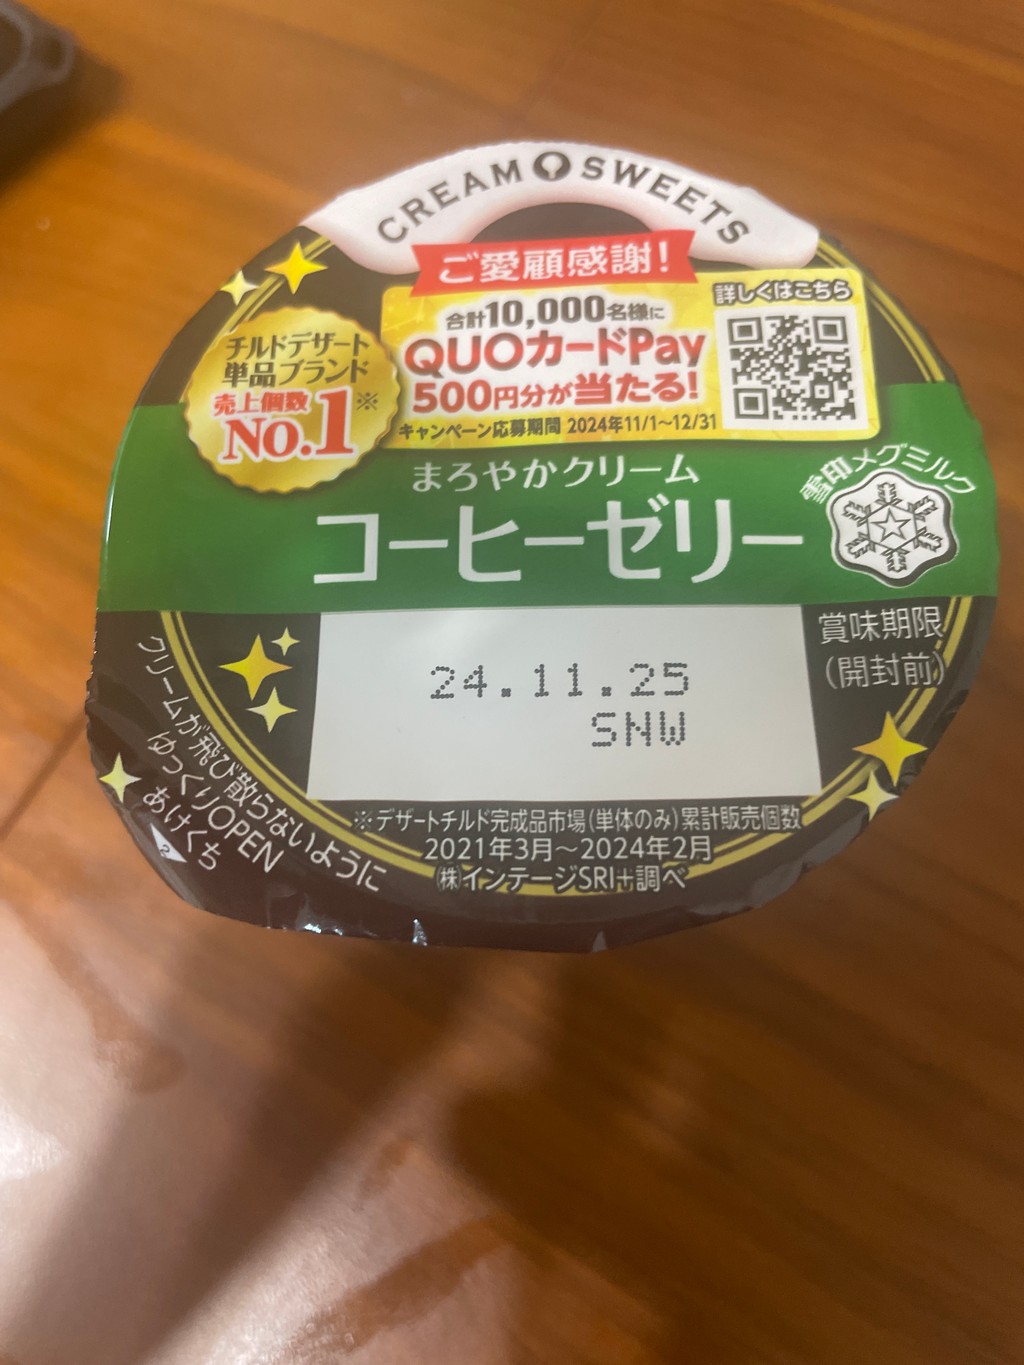 CREAM SWEETS
ご愛顧感謝!
合計10,000名様に
QUOカードPay
500円分が当たる!
キャンペーン応募期間 2024年11/1~12/31
詳しくはこちら
チルドデザート
単品ブランド
売上個数
No.1※
まろやかクリーム
コーヒーゼリー
雪印メグミルク
賞味期限
(開封前)
24.11.25
SNW
クリームが飛び散らないように
ゆっくりOPEN
あけくち
※デザートチルド完成品市場(単体のみ)累計販売個数
2021年3月~2024年2月
㈱インテージSRI+調べ